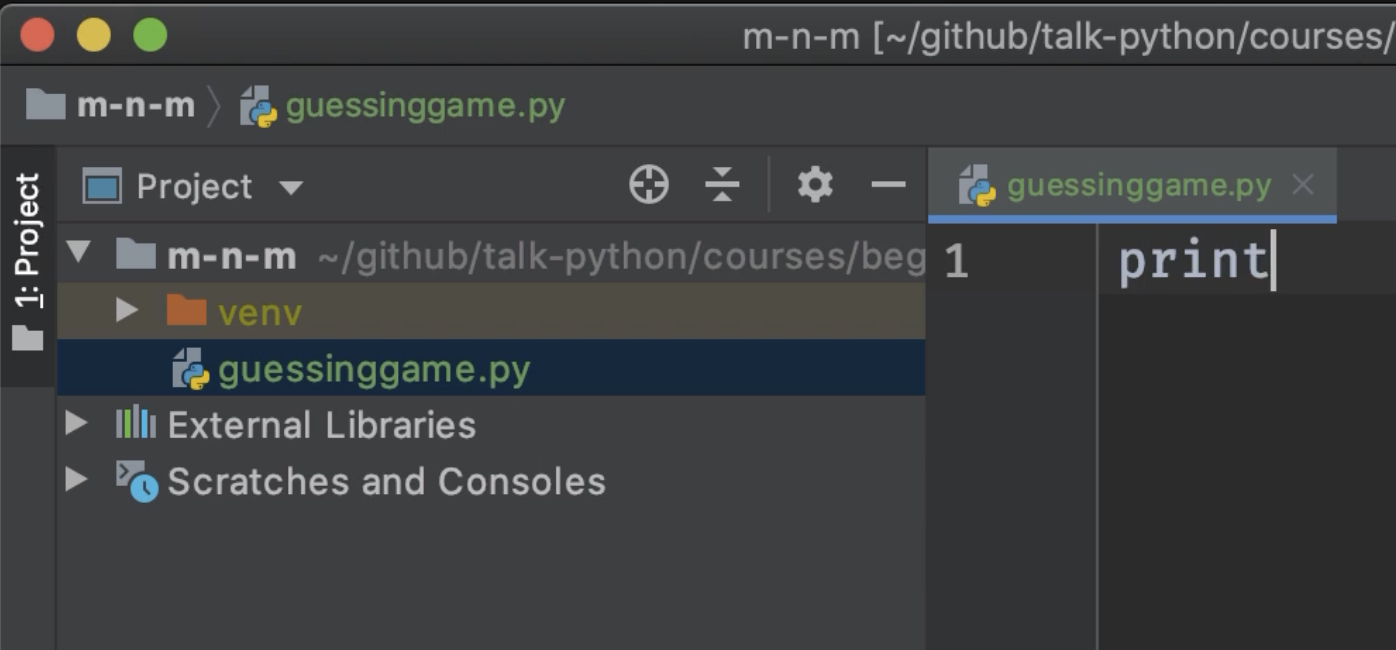 m-n-m [~/github/talk-python/courses/
m-n-m guessinggame.py
1: Project
Project
guessinggame.py
m-n-m ~/github/talk-python/courses/beg
venv
guessinggame.py
External Libraries
Scratches and Consoles
1 print